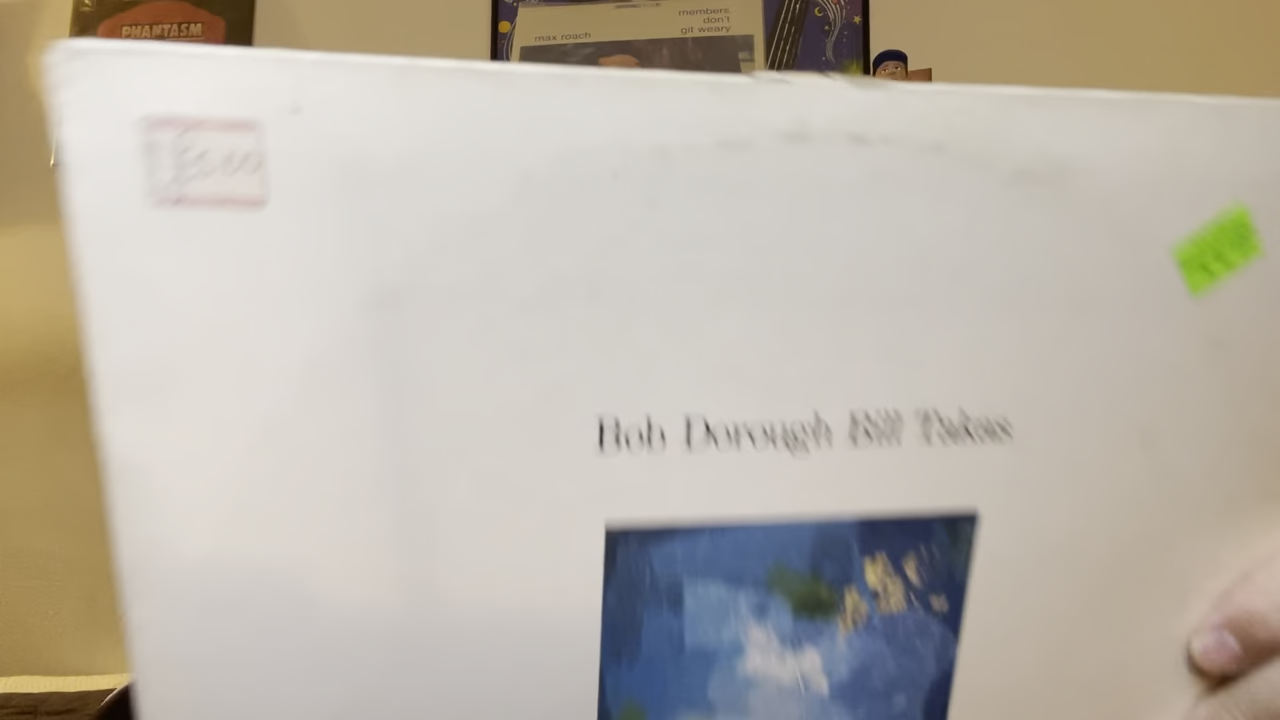 PHANTASM
members,
don't
git weary
max roach
Bob Dorough Bill Takas